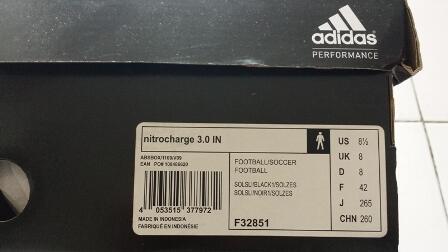 adidas
PERFORMANCE
nitrocharge 3.0 IN
EAN
FOOTBALL/SOCCER
FOOTBALL
SOLSLI/BLACK1/SOLZES
SOLSLI/NOIR1/SOLZES
4 053515 377972
MADE IN INDONESIA
FABRIQUÉ EN INDONÉSIE
F32851
US 8½
UK 8
D 8
F 42
J 265
CHN 260